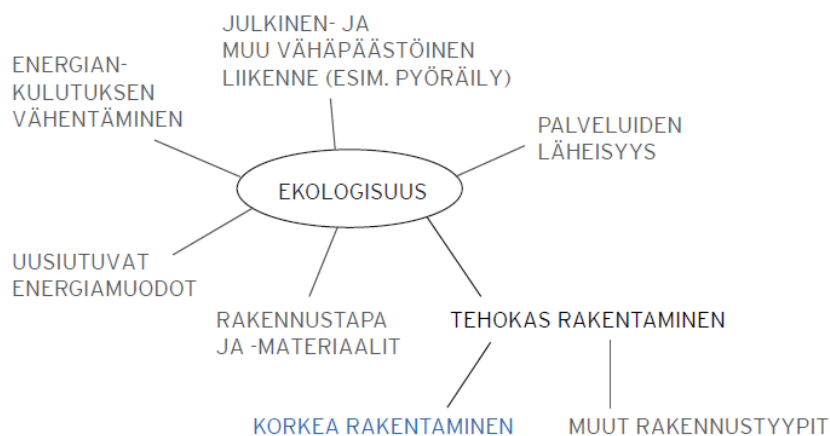 JULKINEN- JA
MUU VÄHÄPÄÄSTÖINEN
LIIKENNE (ESIM. PYÖRÄILY)
ENERGIAN-
KULUTUKSEN
VÄHENTÄMINEN
PALVELUIDEN
LÄHEISYYS
EKOLOGISUUS
UUSIUTUVAT
ENERGIAMUODOT
RAKENNUSTAPA
JA -MATERIAALIT
TEHOKAS RAKENTAMINEN
KORKEA RAKENTAMINEN
MUUT RAKENNUSTYYPIT